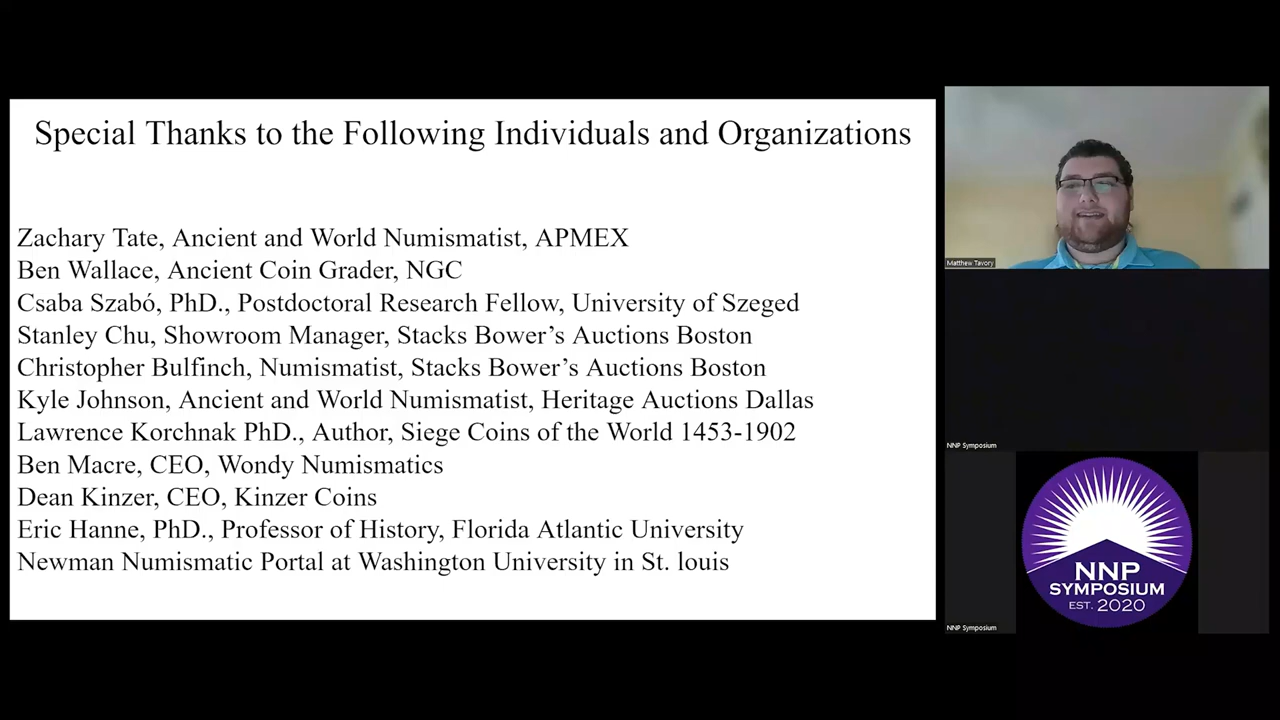 Special Thanks to the Following Individuals and Organizations
Zachary Tate, Ancient and World Numismatist, APMEX
Ben Wallace, Ancient Coin Grader, NGC
Csaba Szabó, PhD., Postdoctoral Research Fellow, University of Szeged
Stanley Chu, Showroom Manager, Stacks Bower’s Auctions Boston
Christopher Bulfinch, Numismatist, Stacks Bower’s Auctions Boston
Kyle Johnson, Ancient and World Numismatist, Heritage Auctions Dallas
Lawrence Korchnak PhD., Author, Siege Coins of the World 1453-1902
Ben Macre, CEO, Wondy Numismatics
Dean Kinzer, CEO, Kinzer Coins
Eric Hanne, PhD., Professor of History, Florida Atlantic University
Newman Numismatic Portal at Washington University in St. louis
Matthew Tavory
NNP Symposium
NNP
SYMPOSIUM
EST. 2020
NNP Symposium